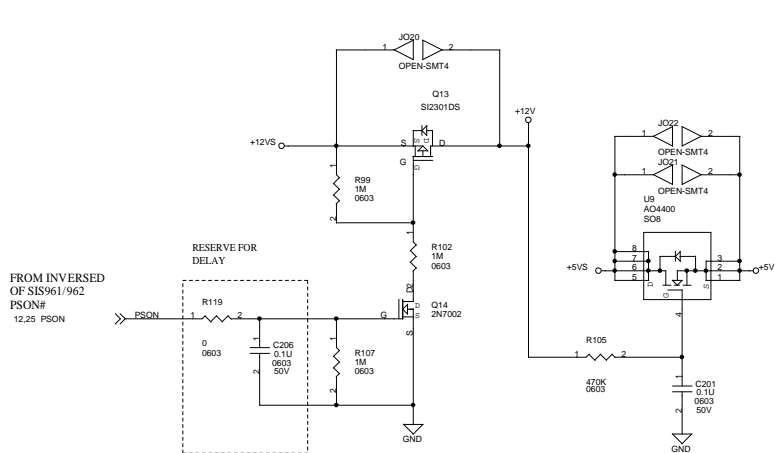 JO20
1 2
OPEN-SMT4
Q13
SI2301DS
+12V
+12VS
S D
S D
G
G
1
R99
1M
0603
2
JO22
1 2
OPEN-SMT4
JO21
1 2
OPEN-SMT4
U9
AO4400
SO8
8
7
6
5
3
2
1
+5VS
+5V
D
G
S
4
1
R102
1M
0603
2
RESERVE FOR
DELAY
FROM INVERSED
OF SIS961/962
PSON#
12,25 PSON
PSON
R119
1 2
0
0603
D
D
G
S
S
Q14
2N7002
1
C206
0.1U
0603
50V
2
1
R107
1M
0603
2
GND
R105
1 2
470K
0603
1
C201
0.1U
0603
50V
2
GND